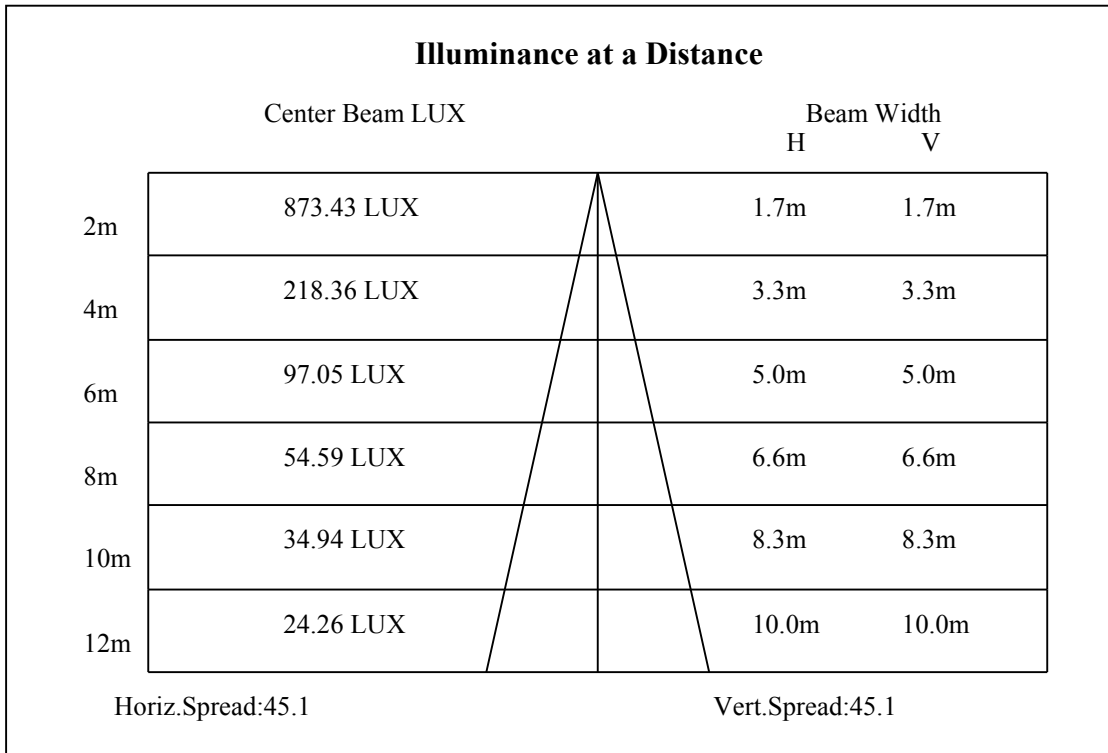 Illuminance at a Distance
Center Beam LUX Beam Width
H V
2m 873.43 LUX 1.7m 1.7m
4m 218.36 LUX 3.3m 3.3m
6m 97.05 LUX 5.0m 5.0m
8m 54.59 LUX 6.6m 6.6m
10m 34.94 LUX 8.3m 8.3m
12m 24.26 LUX 10.0m 10.0m
Horiz.Spread:45.1 Vert.Spread:45.1